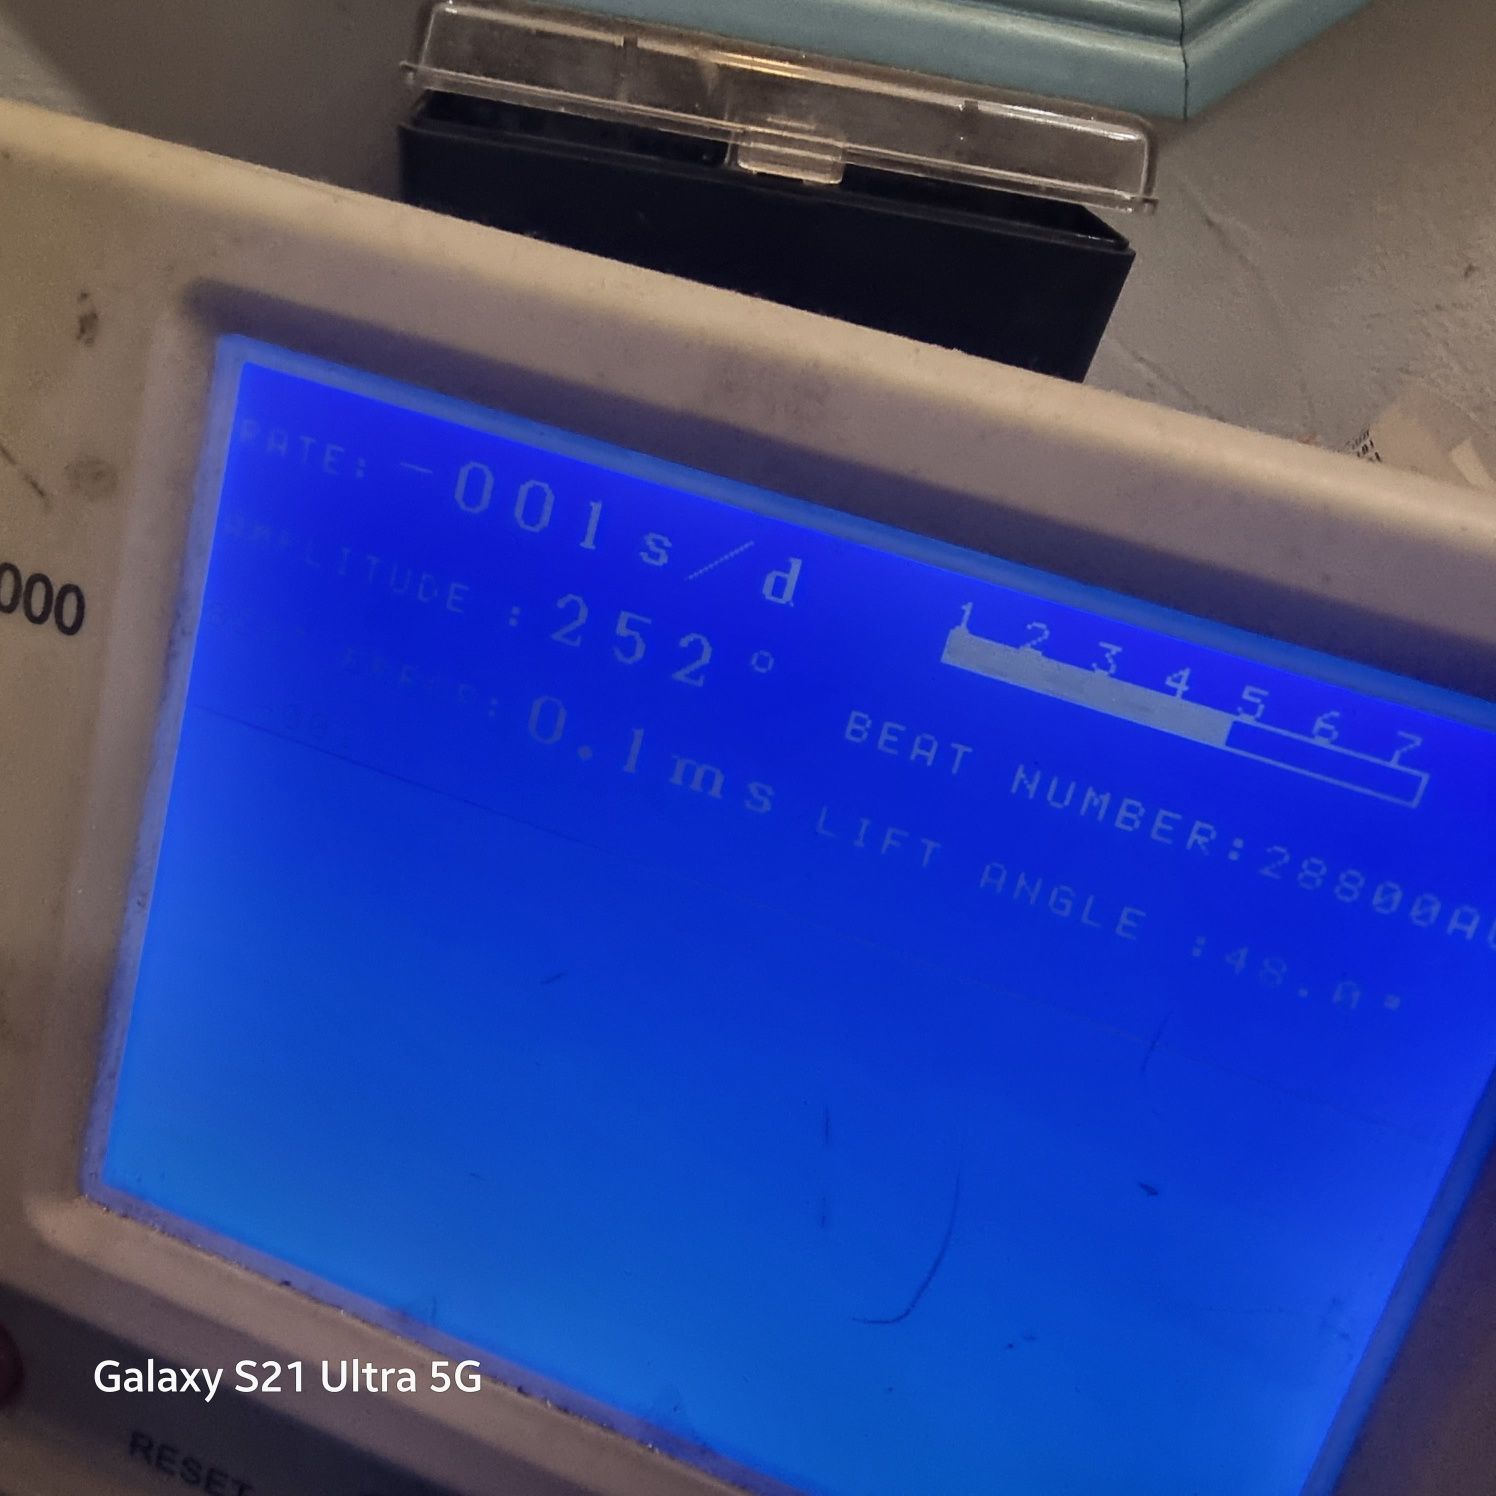 000
RATE: -001 s/d
AMPLITUDE :252°
1 2 3 4 5 6 7
BEAT NUMBER:28800
0.1ms
LIFT ANGLE :48.0°
Galaxy S21 Ultra 5G
RESET